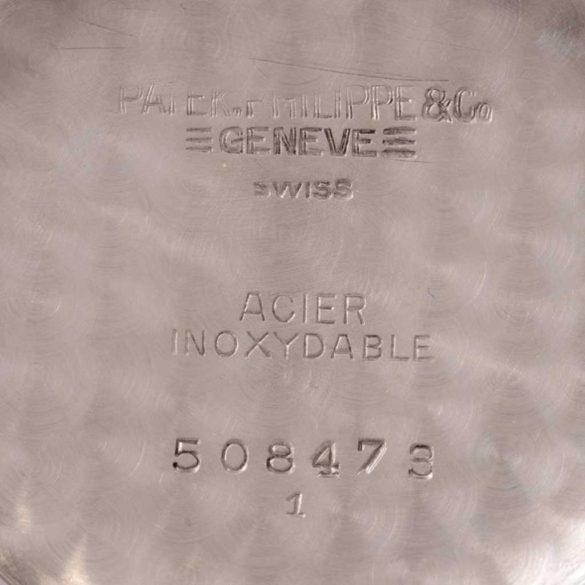 PATEK, PHILIPPE & Co
GENEVE
SWISS
ACIER
INOXYDABLE
508473
1